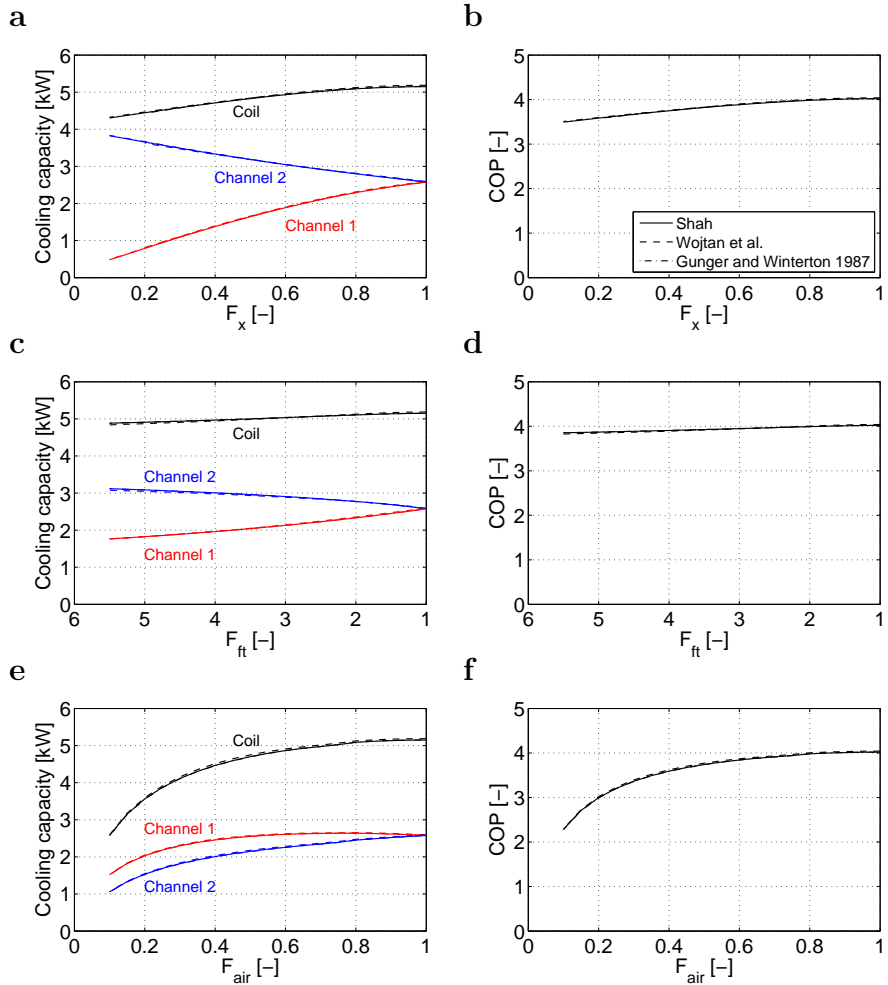 a
Cooling capacity [kW]
6
5
4
3
2
1
0
Coil
Channel 2
Channel 1
0 0.2 0.4 0.6 0.8 1
F_x [–]
b
COP [–]
5
4
3
2
1
0
Shah
Wojtan et al.
Gunger and Winterton 1987
0 0.2 0.4 0.6 0.8 1
F_x [–]
c
Cooling capacity [kW]
6
5
4
3
2
1
0
Coil
Channel 2
Channel 1
6 5 4 3 2 1
F_ft [–]
d
COP [–]
5
4
3
2
1
0
6 5 4 3 2 1
F_ft [–]
e
Cooling capacity [kW]
6
5
4
3
2
1
0
Coil
Channel 1
Channel 2
0 0.2 0.4 0.6 0.8 1
F_air [–]
f
COP [–]
5
4
3
2
1
0
0 0.2 0.4 0.6 0.8 1
F_air [–]